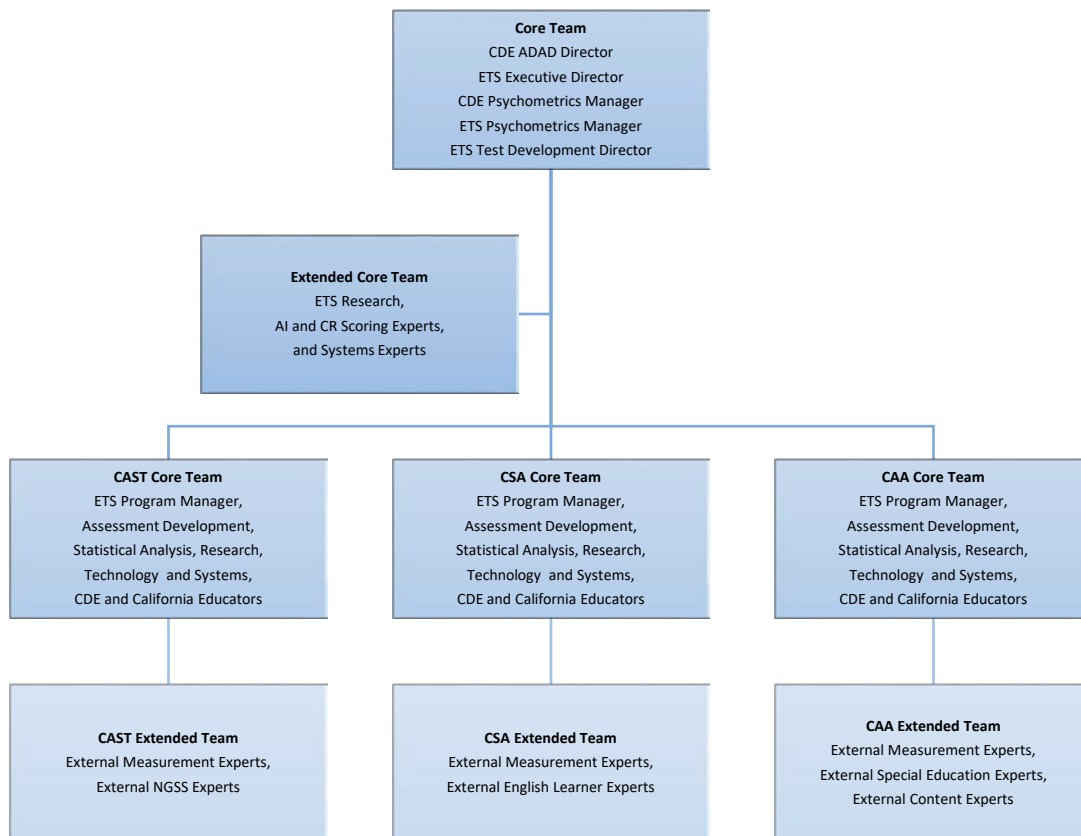 Core Team
CDE ADAD Director
ETS Executive Director
CDE Psychometrics Manager
ETS Psychometrics Manager
ETS Test Development Director
Extended Core Team
ETS Research,
AI and CR Scoring Experts,
and Systems Experts
CAST Core Team
ETS Program Manager,
Assessment Development,
Statistical Analysis, Research,
Technology and Systems,
CDE and California Educators
CSA Core Team
ETS Program Manager,
Assessment Development,
Statistical Analysis, Research,
Technology and Systems,
CDE and California Educators
CAA Core Team
ETS Program Manager,
Assessment Development,
Statistical Analysis, Research,
Technology and Systems,
CDE and California Educators
CAST Extended Team
External Measurement Experts,
External NGSS Experts
CSA Extended Team
External Measurement Experts,
External English Learner Experts
CAA Extended Team
External Measurement Experts,
External Special Education Experts,
External Content Experts